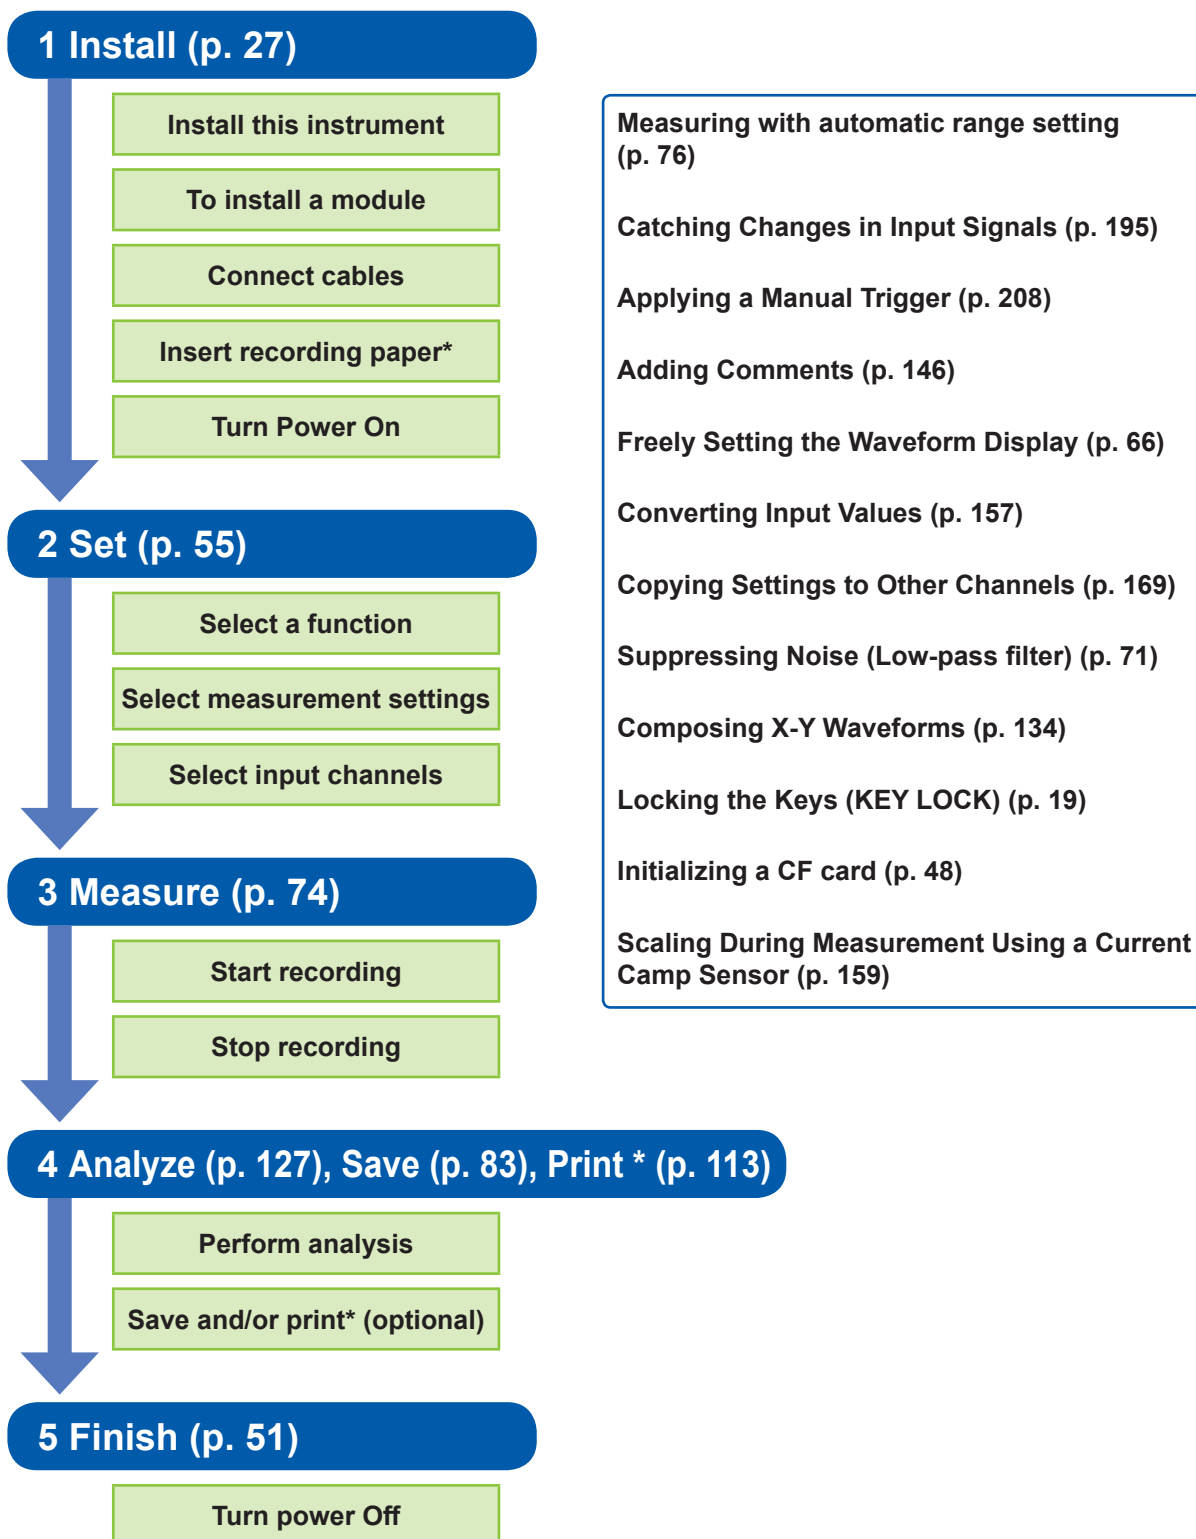 1 Install (p. 27)
Install this instrument
To install a module
Connect cables
Insert recording paper*
Turn Power On
2 Set (p. 55)
Select a function
Select measurement settings
Select input channels
3 Measure (p. 74)
Start recording
Stop recording
4 Analyze (p. 127), Save (p. 83), Print * (p. 113)
Perform analysis
Save and/or print* (optional)
5 Finish (p. 51)
Turn power Off
Measuring with automatic range setting
(p. 76)
Catching Changes in Input Signals (p. 195)
Applying a Manual Trigger (p. 208)
Adding Comments (p. 146)
Freely Setting the Waveform Display (p. 66)
Converting Input Values (p. 157)
Copying Settings to Other Channels (p. 169)
Suppressing Noise (Low-pass filter) (p. 71)
Composing X-Y Waveforms (p. 134)
Locking the Keys (KEY LOCK) (p. 19)
Initializing a CF card (p. 48)
Scaling During Measurement Using a Current
Camp Sensor (p. 159)